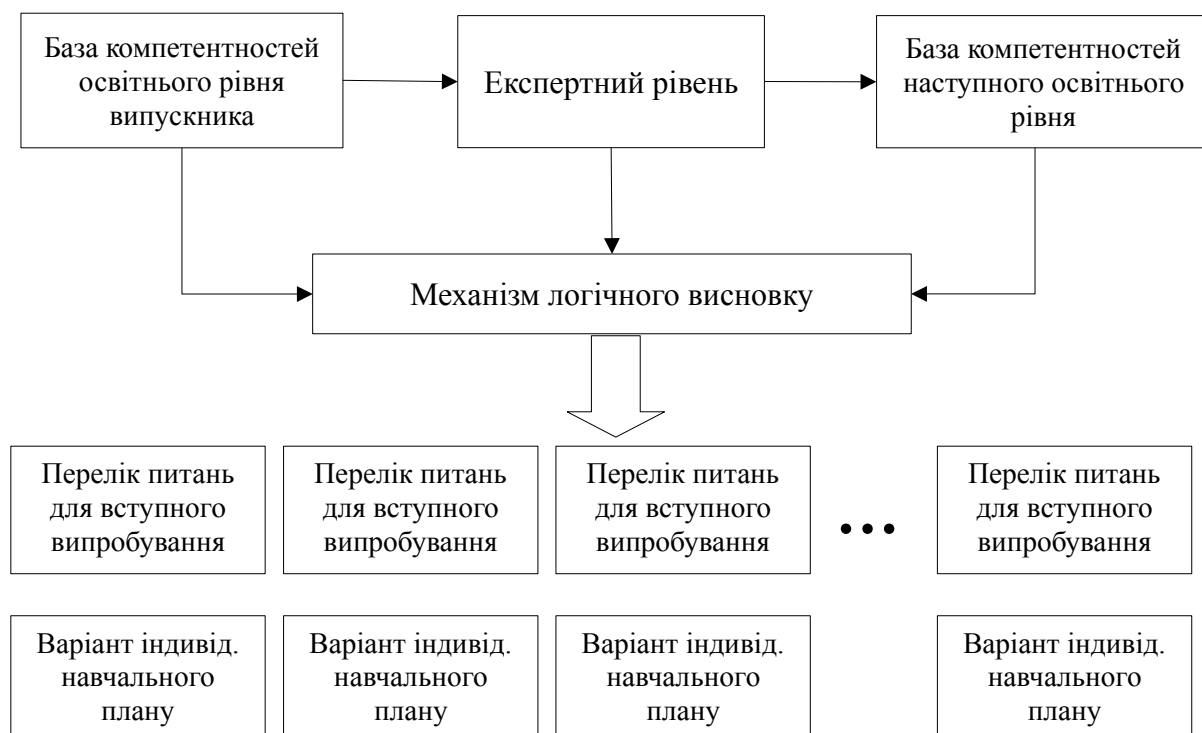 База компетентностей
освітнього рівня
випускника
Експертний рівень
База компетентностей
наступного освітнього
рівня
Механізм логічного висновку
Перелік питань
для вступного
випробування
Перелік питань
для вступного
випробування
Перелік питань
для вступного
випробування
...
Перелік питань
для вступного
випробування
Варіант індивід.
навчального
плану
Варіант індивід.
навчального
плану
Варіант індивід.
навчального
плану
Варіант індивід.
навчального
плану